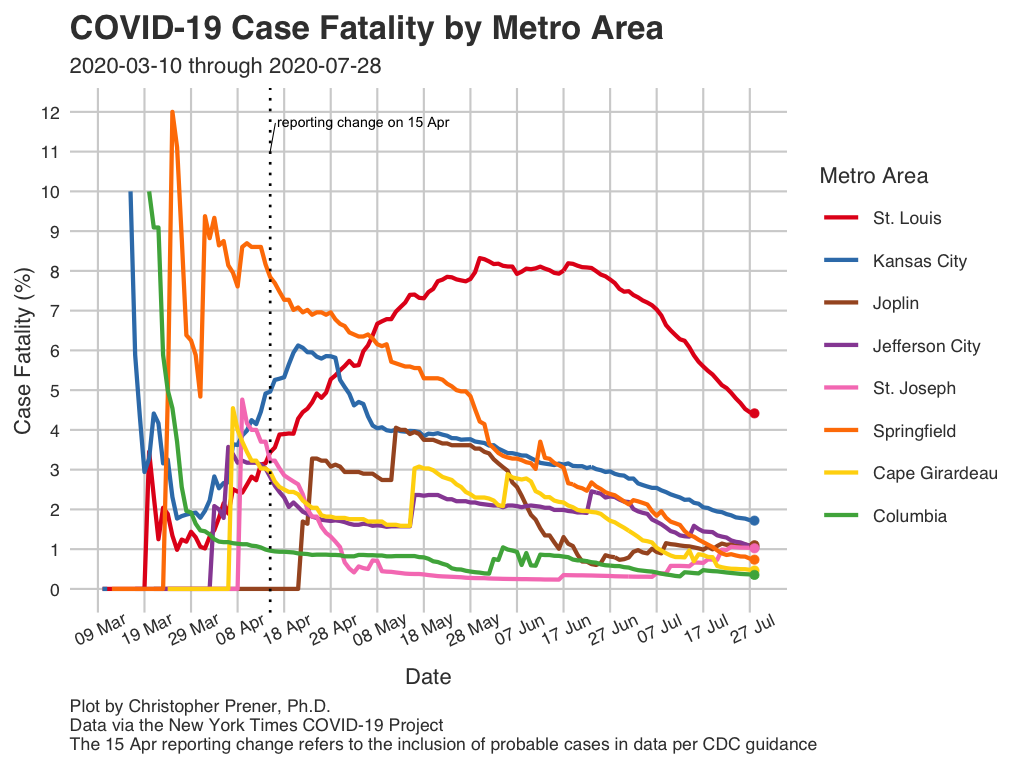 COVID-19 Case Fatality by Metro Area
2020-03-10 through 2020-07-28
Case Fatality (%)
12
11
10
9
8
7
6
5
4
3
2
1
0
reporting change on 15 Apr
09 Mar
19 Mar
29 Mar
08 Apr
18 Apr
28 Apr
08 May
18 May
28 May
07 Jun
17 Jun
27 Jun
07 Jul
17 Jul
27 Jul
Date
Metro Area
St. Louis
Kansas City
Joplin
Jefferson City
St. Joseph
Springfield
Cape Girardeau
Columbia
Plot by Christopher Prener, Ph.D.
Data via the New York Times COVID-19 Project
The 15 Apr reporting change refers to the inclusion of probable cases in data per CDC guidance